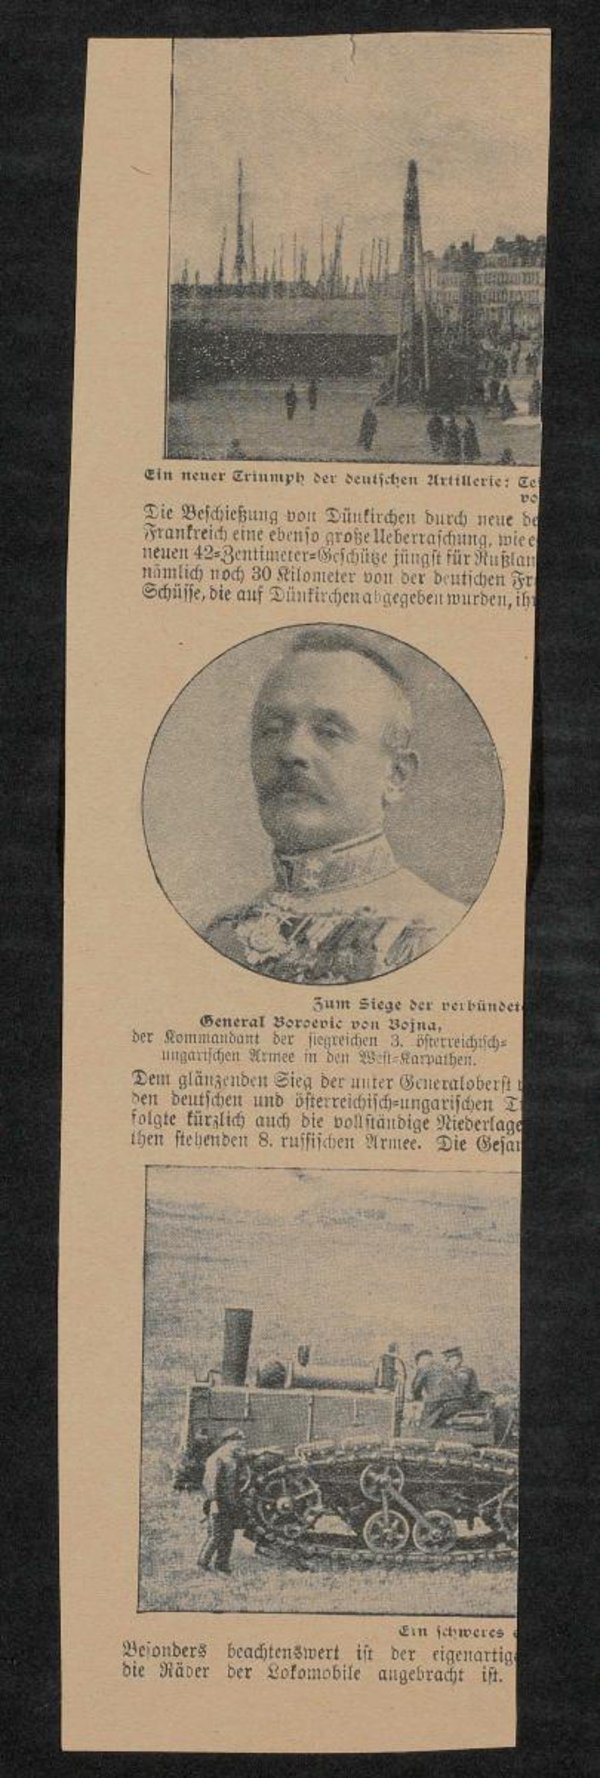 Ein neuer Triumph der deutschen Artillerie: Te
vo
Die Beschießung von Dünkirchen durch neue de
Frankreich eine ebenso große Ueberraschung, wie e
neuen 42-Zentimeter-Geschütze jüngst für Rußlan
nämlich noch 30 Kilometer von der deutschen Fr
Schüsse, die auf Dünkirchen abgegeben wurden, ih
Zum Siege der verbündet
General Boroevic von Bojna,
der Kommandant der siegreichen 3. österreichisch-
ungarischen Armee in den West-Karpathen.
Dem glänzenden Sieg der unter Generaloberst
den deutschen und österreichisch-ungarischen T
folgte kürzlich auch die vollständige Niederlage
then stehenden 8. russischen Armee. Die Gesa
Ein schweres
Besonders beachtenswert ist der eigenartig
die Räder der Lokomobile angebracht ist.